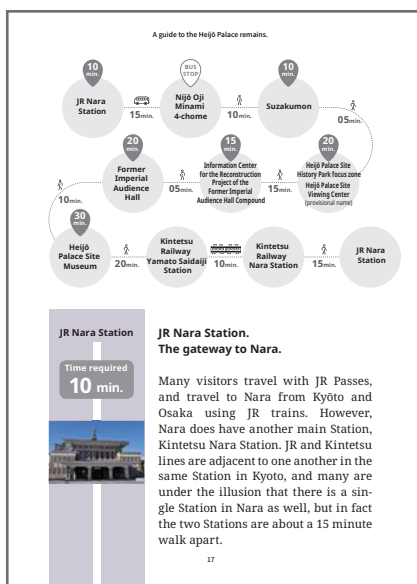 A guide to the Heijō Palace remains.
10
min.
JR Nara
Station
15min.
BUS
STOP
Nijō Oji
Minami
4-chome
10min.
10
min.
Suzakumon
05min.
20
min.
Heijō Palace Site
History Park focus zone
Heijō Palace Site
Viewing Center
(provisional name)
15min.
15
min.
Information Center
for the Reconstruction
Project of the
Former Imperial
Audience Hall Compound
05min.
20
min.
Former
Imperial
Audience
Hall
10min.
30
min.
Heijō
Palace Site
Museum
20min.
Kintetsu
Railway
Yamato Saidaiji
Station
10min.
Kintetsu
Railway
Nara Station
15min.
JR Nara
Station
JR Nara Station
Time required
10 min.
JR Nara Station.
The gateway to Nara.
Many visitors travel with JR Passes,
and travel to Nara from Kyōto and
Osaka using JR trains. However,
Nara does have another main Station,
Kintetsu Nara Station. JR and Kintetsu
lines are adjacent to one another in the
same Station in Kyoto, and many are
under the illusion that there is a sin-
gle Station in Nara as well, but in fact
the two Stations are about a 15 minute
walk apart.
17